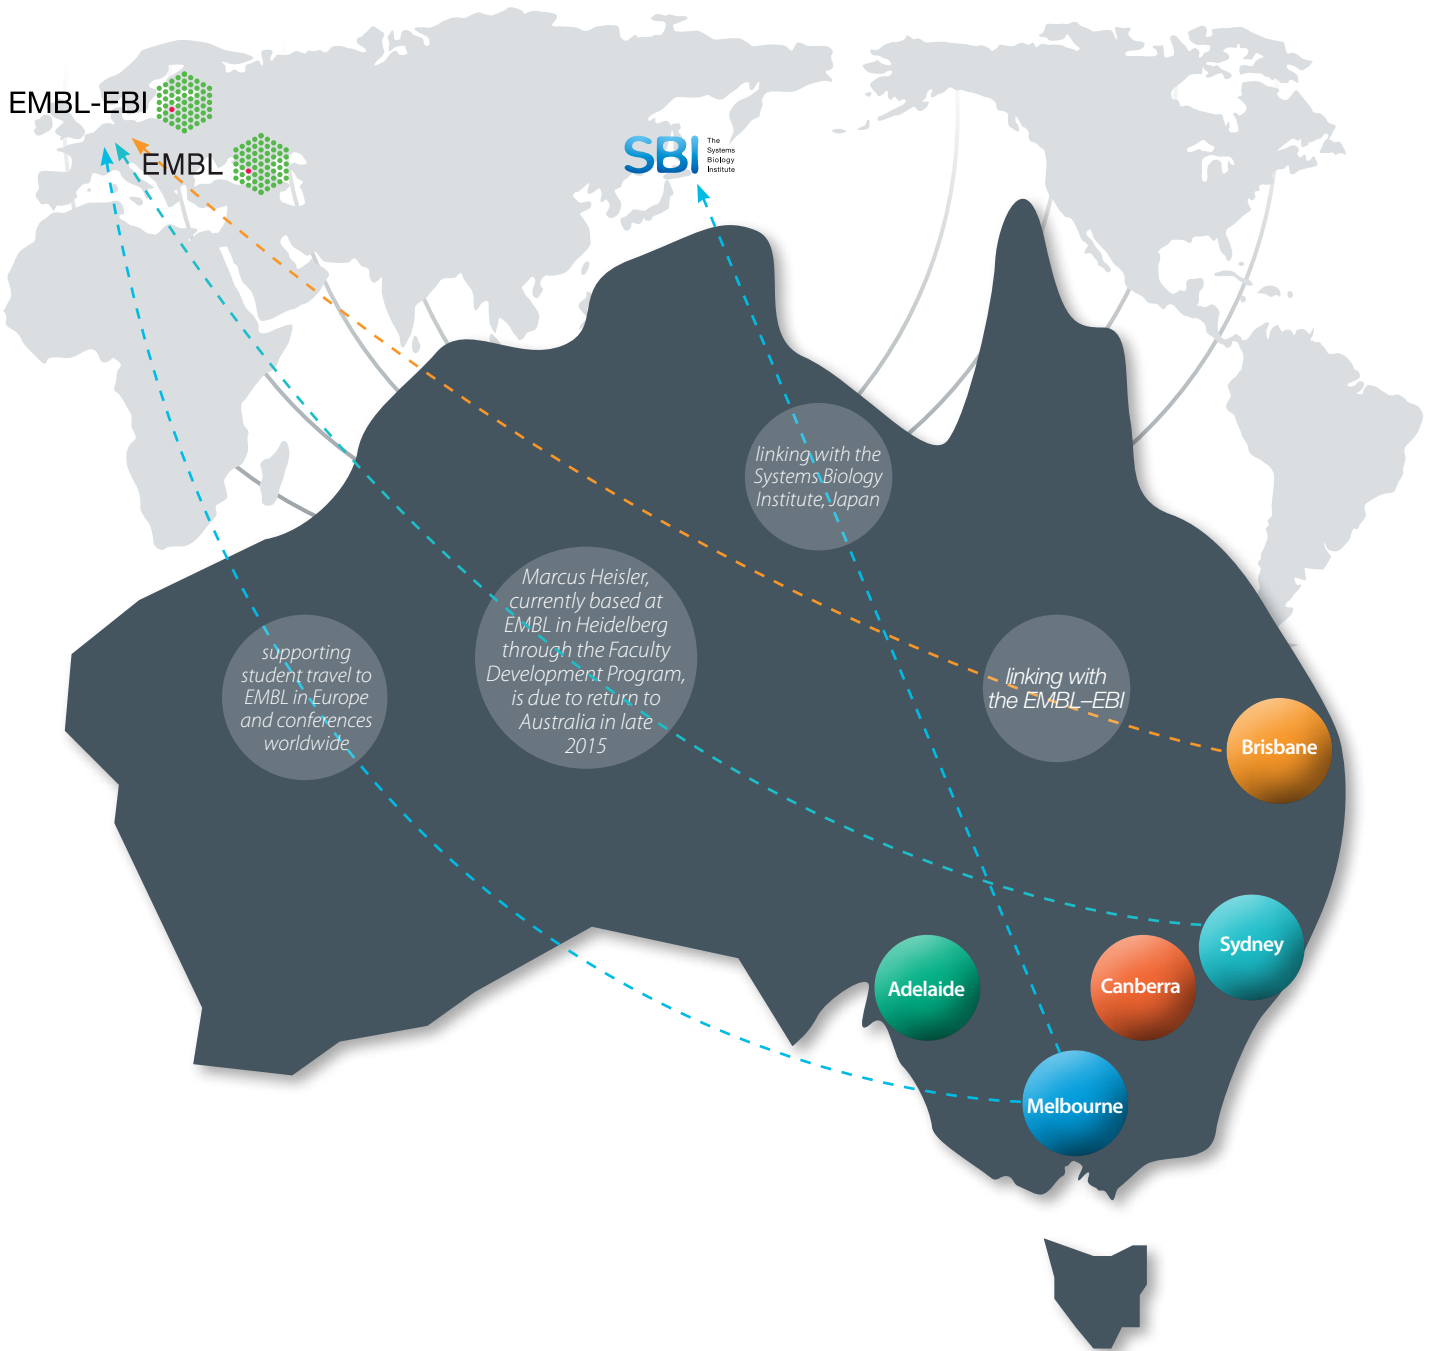 EMBL-EBI
EMBL
SBI
The
Systems
Biology
Institute
linking with the
Systems Biology
Institute, Japan
Marcus Heisler,
currently based at
EMBL in Heidelberg
through the Faculty
Development Program,
is due to return to
Australia in late
2015
supporting
student travel to
EMBL in Europe
and conferences
worldwide
linking with
the EMBL–EBI
Brisbane
Sydney
Adelaide
Canberra
Melbourne